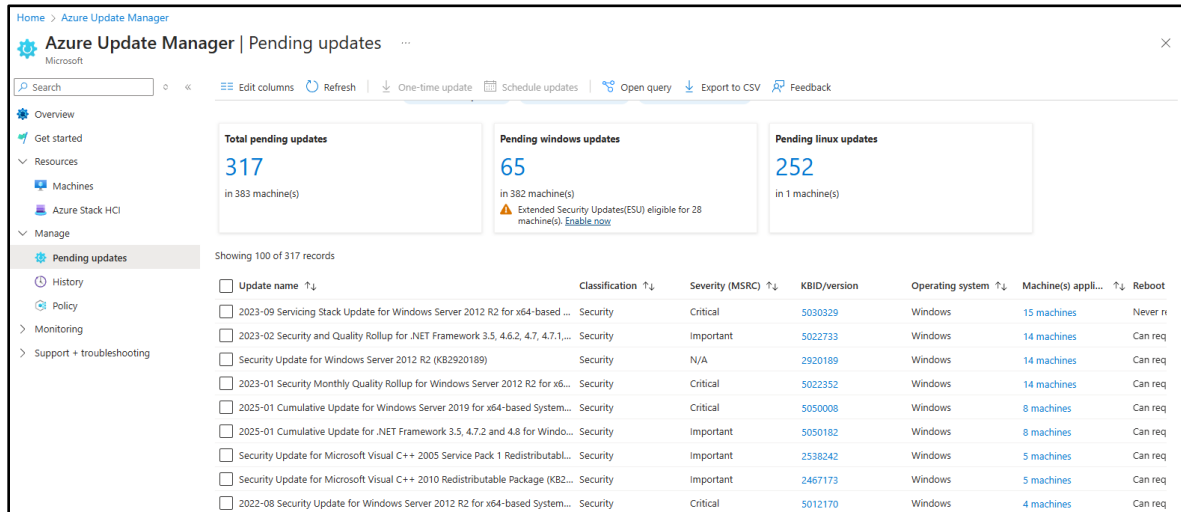 Home > Azure Update Manager
Azure Update Manager | Pending updates ...
Microsoft
Search
Edit columns Refresh One-time update Schedule updates Open query Export to CSV Feedback
Overview
Get started
Resources
Machines
Azure Stack HCI
Manage
Pending updates
History
Policy
Monitoring
Support + troubleshooting
Total pending updates
317
in 383 machine(s)
Pending windows updates
65
in 382 machine(s)
Extended Security Updates(ESU) eligible for 28
machine(s). Enable now
Pending linux updates
252
in 1 machine(s)
Showing 100 of 317 records
Update name ↑↓ Classification ↑↓ Severity (MSRC) ↑↓ KBID/version Operating system ↑↓ Machine(s) appli... ↑↓ Reboot
2023-09 Servicing Stack Update for Windows Server 2012 R2 for x64-based ... Security Critical 5030329 Windows 15 machines Never re
2023-02 Security and Quality Rollup for .NET Framework 3.5, 4.6.2, 4.7, 4.7.1,... Security Important 5022733 Windows 14 machines Can req
Security Update for Windows Server 2012 R2 (KB2920189) Security N/A 2920189 Windows 14 machines Can req
2023-01 Security Monthly Quality Rollup for Windows Server 2012 R2 for x6... Security Critical 5022352 Windows 14 machines Can req
2025-01 Cumulative Update for Windows Server 2019 for x64-based System... Security Critical 5050008 Windows 8 machines Can req
2025-01 Cumulative Update for .NET Framework 3.5, 4.7.2 and 4.8 for Windo... Security Important 5050182 Windows 8 machines Can req
Security Update for Microsoft Visual C++ 2005 Service Pack 1 Redistributabl... Security Important 2538242 Windows 5 machines Can req
Security Update for Microsoft Visual C++ 2010 Redistributable Package (KB2... Security Important 2467173 Windows 5 machines Can req
2022-08 Security Update for Windows Server 2012 R2 for x64-based System... Security Critical 5012170 Windows 4 machines Can req